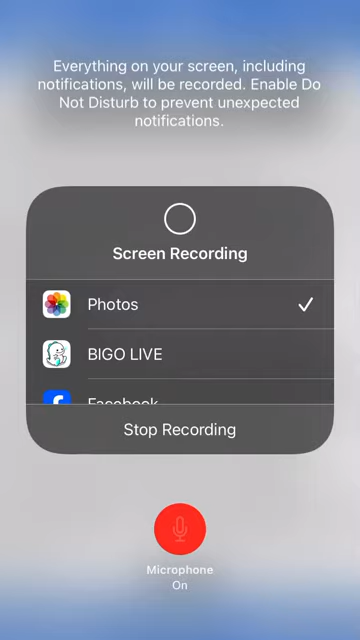 Everything on your screen, including
notifications, will be recorded. Enable Do
Not Disturb to prevent unexpected
notifications.
Screen Recording
Photos
BIGO LIVE
Facebook
Stop Recording
Microphone
On